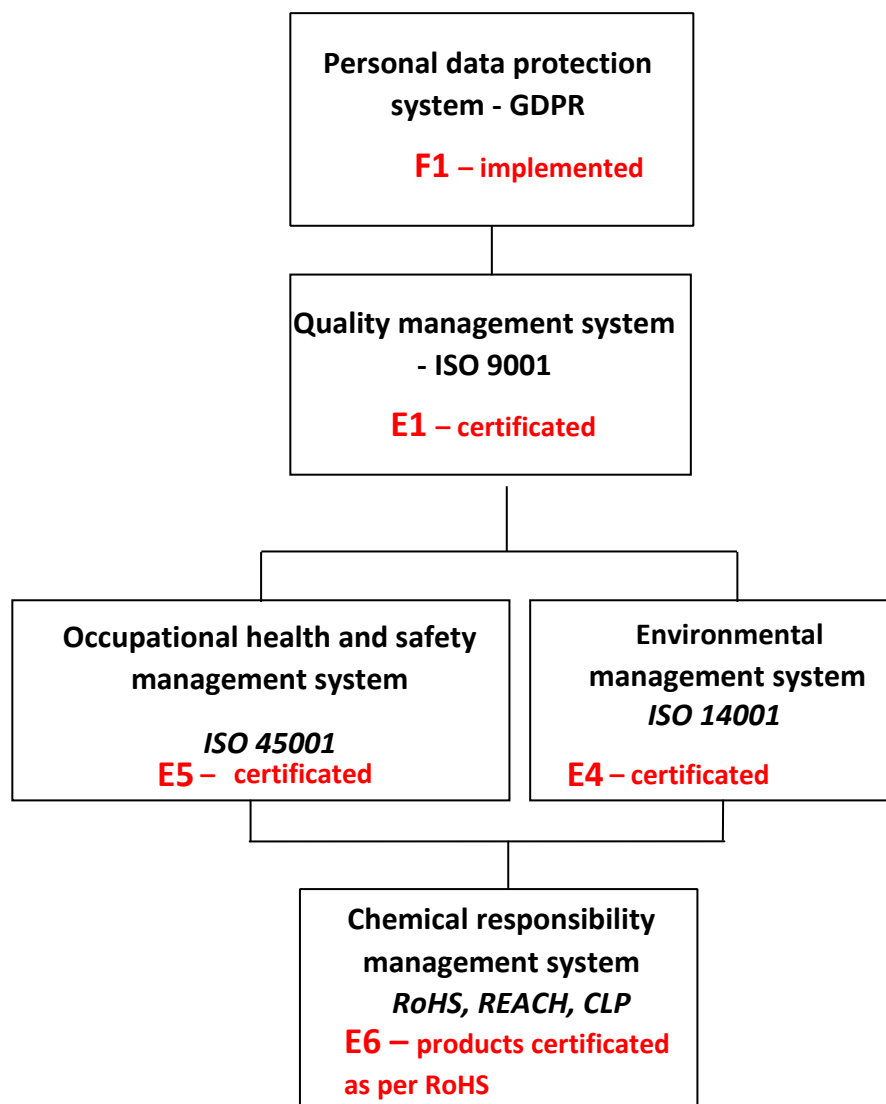 Personal data protection
system - GDPR
F1 – implemented
Quality management system
- ISO 9001
E1 – certificated
Occupational health and safety
management system
ISO 45001
E5 – certificated
Environmental
management system
ISO 14001
E4 – certificated
Chemical responsibility
management system
RoHS, REACH, CLP
E6 – products certificated
as per RoHS